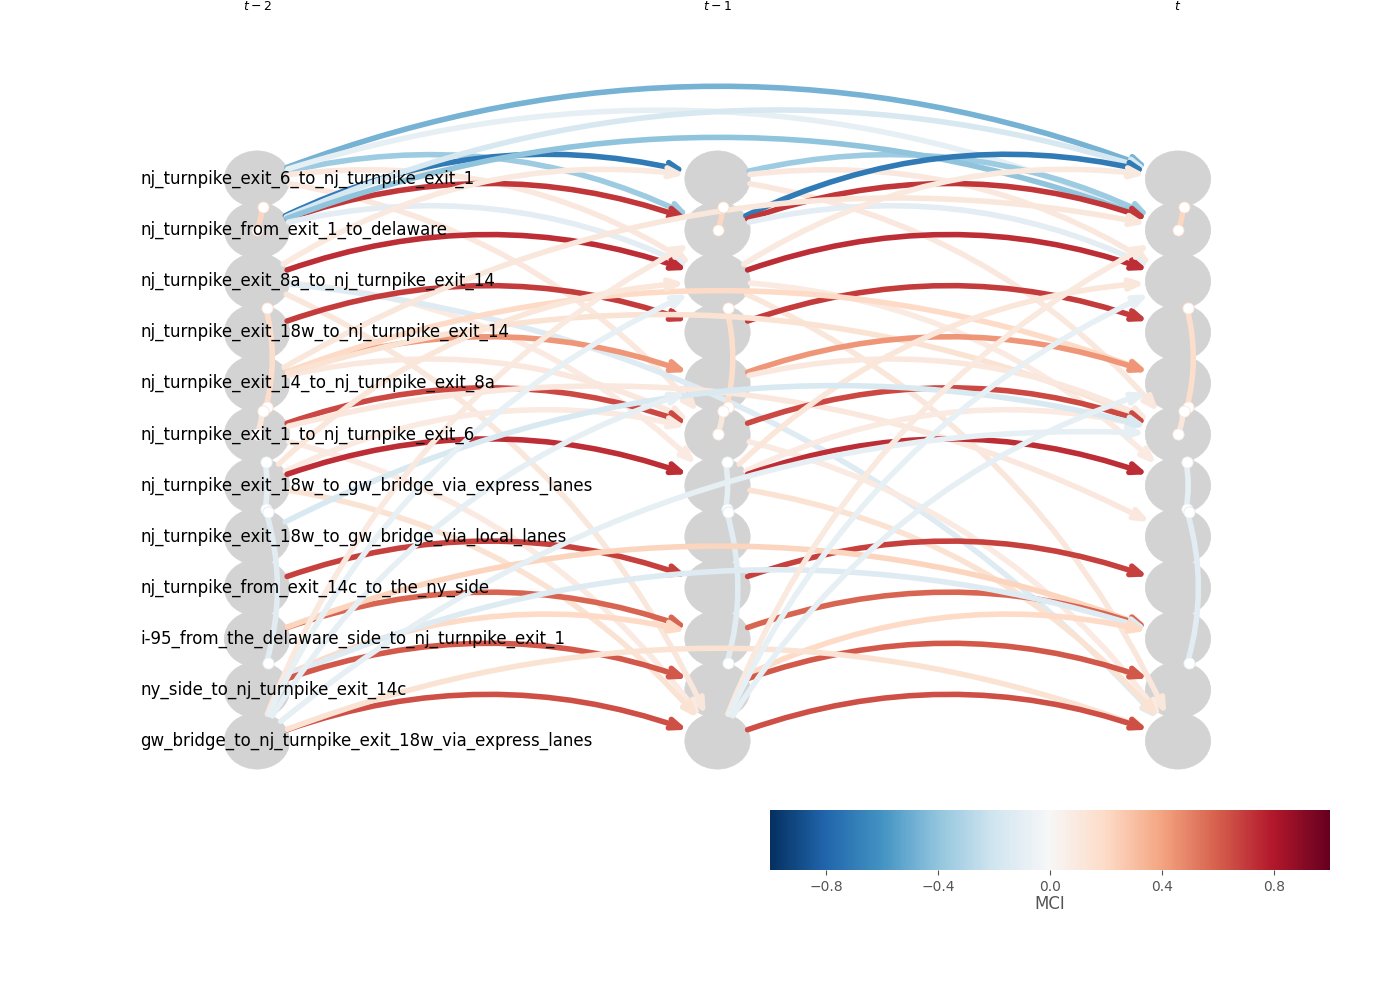 t − 2 t − 1 t
nj_turnpike_exit_6_to_nj_turnpike_exit_1
nj_turnpike_from_exit_1_to_delaware
nj_turnpike_exit_8a_to_nj_turnpike_exit_14
nj_turnpike_exit_18w_to_nj_turnpike_exit_14
nj_turnpike_exit_14_to_nj_turnpike_exit_8a
nj_turnpike_exit_1_to_nj_turnpike_exit_6
nj_turnpike_exit_18w_to_gw_bridge_via_express_lanes
nj_turnpike_exit_18w_to_gw_bridge_via_local_lanes
nj_turnpike_from_exit_14c_to_the_ny_side
i-95_from_the_delaware_side_to_nj_turnpike_exit_1
ny_side_to_nj_turnpike_exit_14c
gw_bridge_to_nj_turnpike_exit_18w_via_express_lanes
−0.8 −0.4 0.0 0.4 0.8
MCI